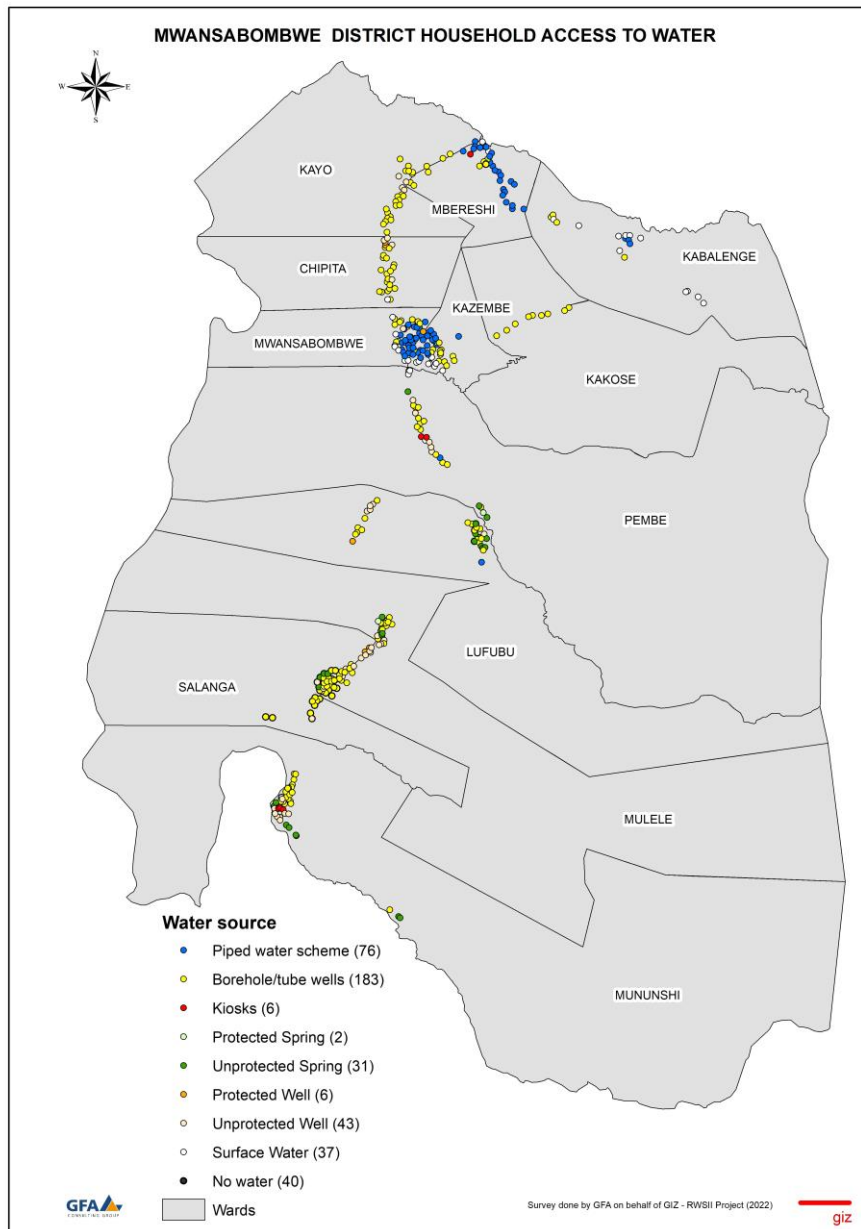 MWANSABOMBWE DISTRICT HOUSEHOLD ACCESS TO WATER
N
W E
S
KAYO
MBERESHI
KABALENGE
CHIPITA
KAZEMBE
MWANSABOMBWE
KAKOSE
PEMBE
LUFUBU
SALANGA
MULELE
MUNUNSHI
Water source
Piped water scheme (76)
Borehole/tube wells (183)
Kiosks (6)
Protected Spring (2)
Unprotected Spring (31)
Protected Well (6)
Unprotected Well (43)
Surface Water (37)
No water (40)
Wards
GFA
CONSULTING GROUP
Survey done by GFA on behalf of GIZ - RWSII Project (2022)
giz